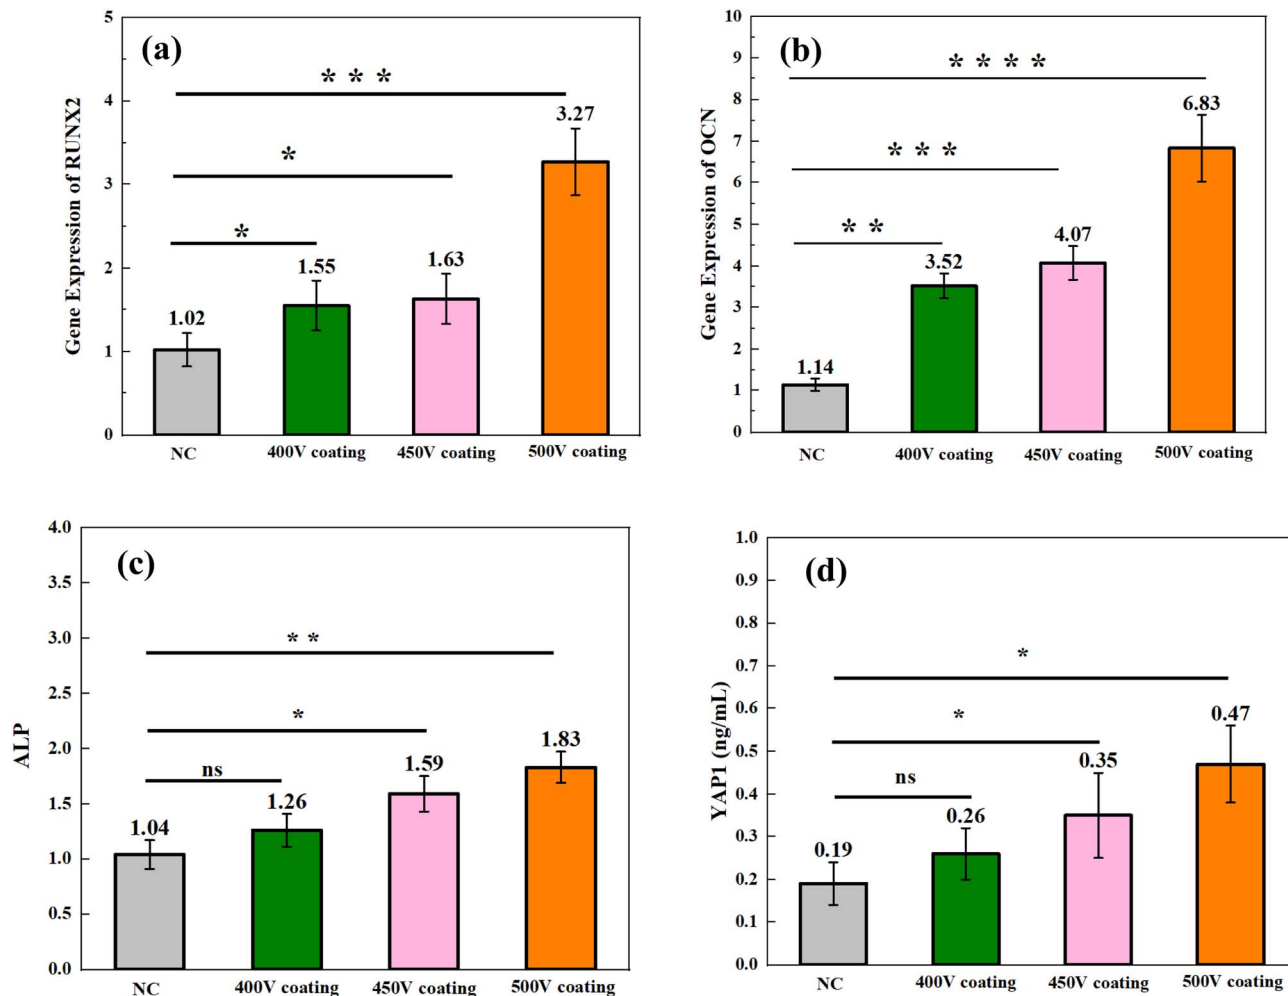 (a)
Gene Expression of RUNX2
5
4
3
2
1
0
* * *
*
*
1.02
1.55
1.63
3.27
NC
400V coating
450V coating
500V coating
(b)
Gene Expression of OCN
10
9
8
7
6
5
4
3
2
1
0
* * * *
* * *
* *
1.14
3.52
4.07
6.83
NC
400V coating
450V coating
500V coating
(c)
ALP
4.0
3.5
3.0
2.5
2.0
1.5
1.0
0.5
0.0
* *
*
ns
1.04
1.26
1.59
1.83
NC
400V coating
450V coating
500V coating
(d)
YAP1 (ng/mL)
1.0
0.9
0.8
0.7
0.6
0.5
0.4
0.3
0.2
0.1
0.0
*
*
ns
0.19
0.26
0.35
0.47
NC
400V coating
450V coating
500V coating